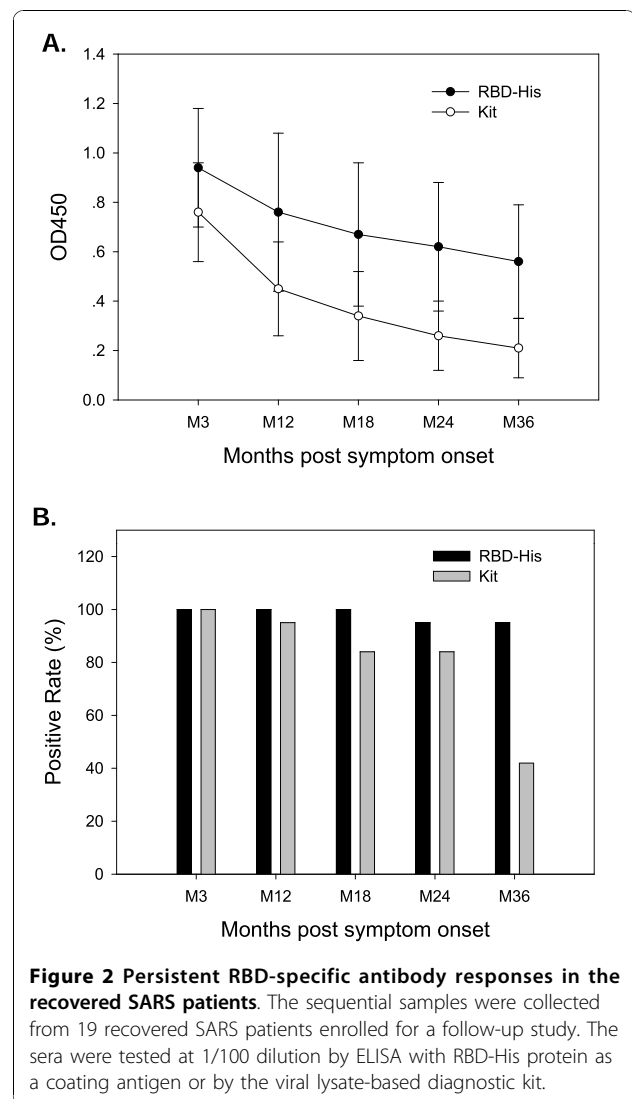 A.
1.4
1.2
1.0
.8
.6
.4
.2
0.0
OD450
RBD-His
Kit
M3 M12 M18 M24 M36
Months post symptom onset
B.
120
100
80
60
40
20
0
Positive Rate (%)
RBD-His
Kit
M3 M12 M18 M24 M36
Months post symptom onset
Figure 2 Persistent RBD-specific antibody responses in the
recovered SARS patients. The sequential samples were collected
from 19 recovered SARS patients enrolled for a follow-up study. The
sera were tested at 1/100 dilution by ELISA with RBD-His protein as
a coating antigen or by the viral lysate-based diagnostic kit.